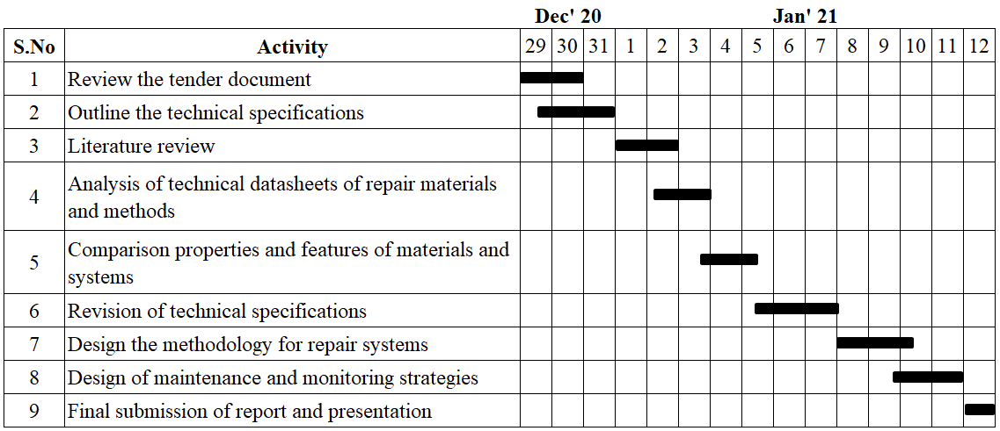 Dec' 20 Jan' 21
S.No Activity 29 30 31 1 2 3 4 5 6 7 8 9 10 11 12
1 Review the tender document
2 Outline the technical specifications
3 Literature review
4 Analysis of technical datasheets of repair materials
and methods
5 Comparison properties and features of materials and
systems
6 Revision of technical specifications
7 Design the methodology for repair systems
8 Design of maintenance and monitoring strategies
9 Final submission of report and presentation